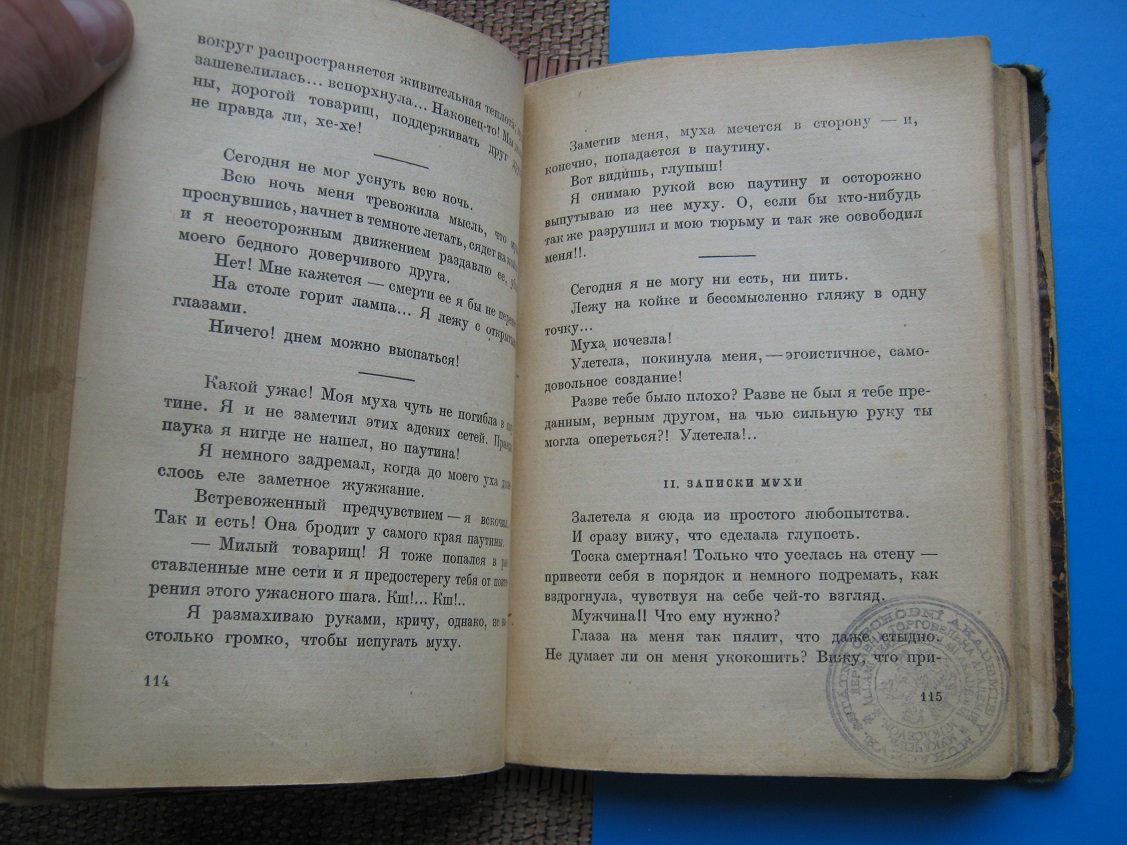 вокруг распространяется живительная теплота,
зашевелилась... вспорхнула... Наконец-то! Мы
ны, дорогой товарищ, поддерживать друг
не правда ли, хе-хе!
Сегодня не мог уснуть всю ночь.
Всю ночь меня тревожила мысль, что
проснувшись, начнет в темноте летать, сядет на
и я неосторожным движением раздавлю ее,
моего бедного доверчивого друга.
Нет! Мне кажется — смерти ее я бы не
На столе горит лампа... Я лежу с
глазами.
Ничего! днем можно выспаться!
Какой ужас! Моя муха чуть не погибла в
тине. Я и не заметил этих адских сетей.
паука я нигде не нашел, но паутина!
Я немного задремал, когда до моего уха
слось еле заметное жужжание.
Встревоженный предчувствием — я вскочил.
Так и есть! Она бродит у самого края паутины.
— Милый товарищ! Я тоже попался в
ставленные мне сети и я предостерегу тебя от
рения этого ужасного шага. Кш!... Кш!..
Я размахиваю руками, кричу, однако, не
столько громко, чтобы испугать муху.
114
Заметив меня, муха мечется в сторону — и,
конечно, попадается в паутину.
Вот видишь, глупыш!
Я снимаю рукой всю паутину и осторожно
выпутываю из нее муху. О, если бы кто-нибудь
так же разрушил и мою тюрьму и так же освободил
меня!!.
Сегодня я не могу ни есть, ни пить.
Лежу на койке и бессмысленно гляжу в одну
точку...
Муха исчезла!
Улетела, покинула меня, — эгоистичное, само-
довольное создание!
Разве тебе было плохо? Разве не был я тебе пре-
данным, верным другом, на чью сильную руку ты
могла опереться?! Улетела!..
II. ЗАПИСКИ МУХИ
Залетела я сюда из простого любопытства.
И сразу вижу, что сделала глупость.
Тоска смертная! Только что уселась на стену —
привести себя в порядок и немного подремать, как
вздрогнула, чувствуя на себе чей-то взгляд.
Мужчина!! Что ему нужно?
Глаза на меня так пялит, что даже стыдно.
Не думает ли он меня укокошить? Вижу, что при-
115